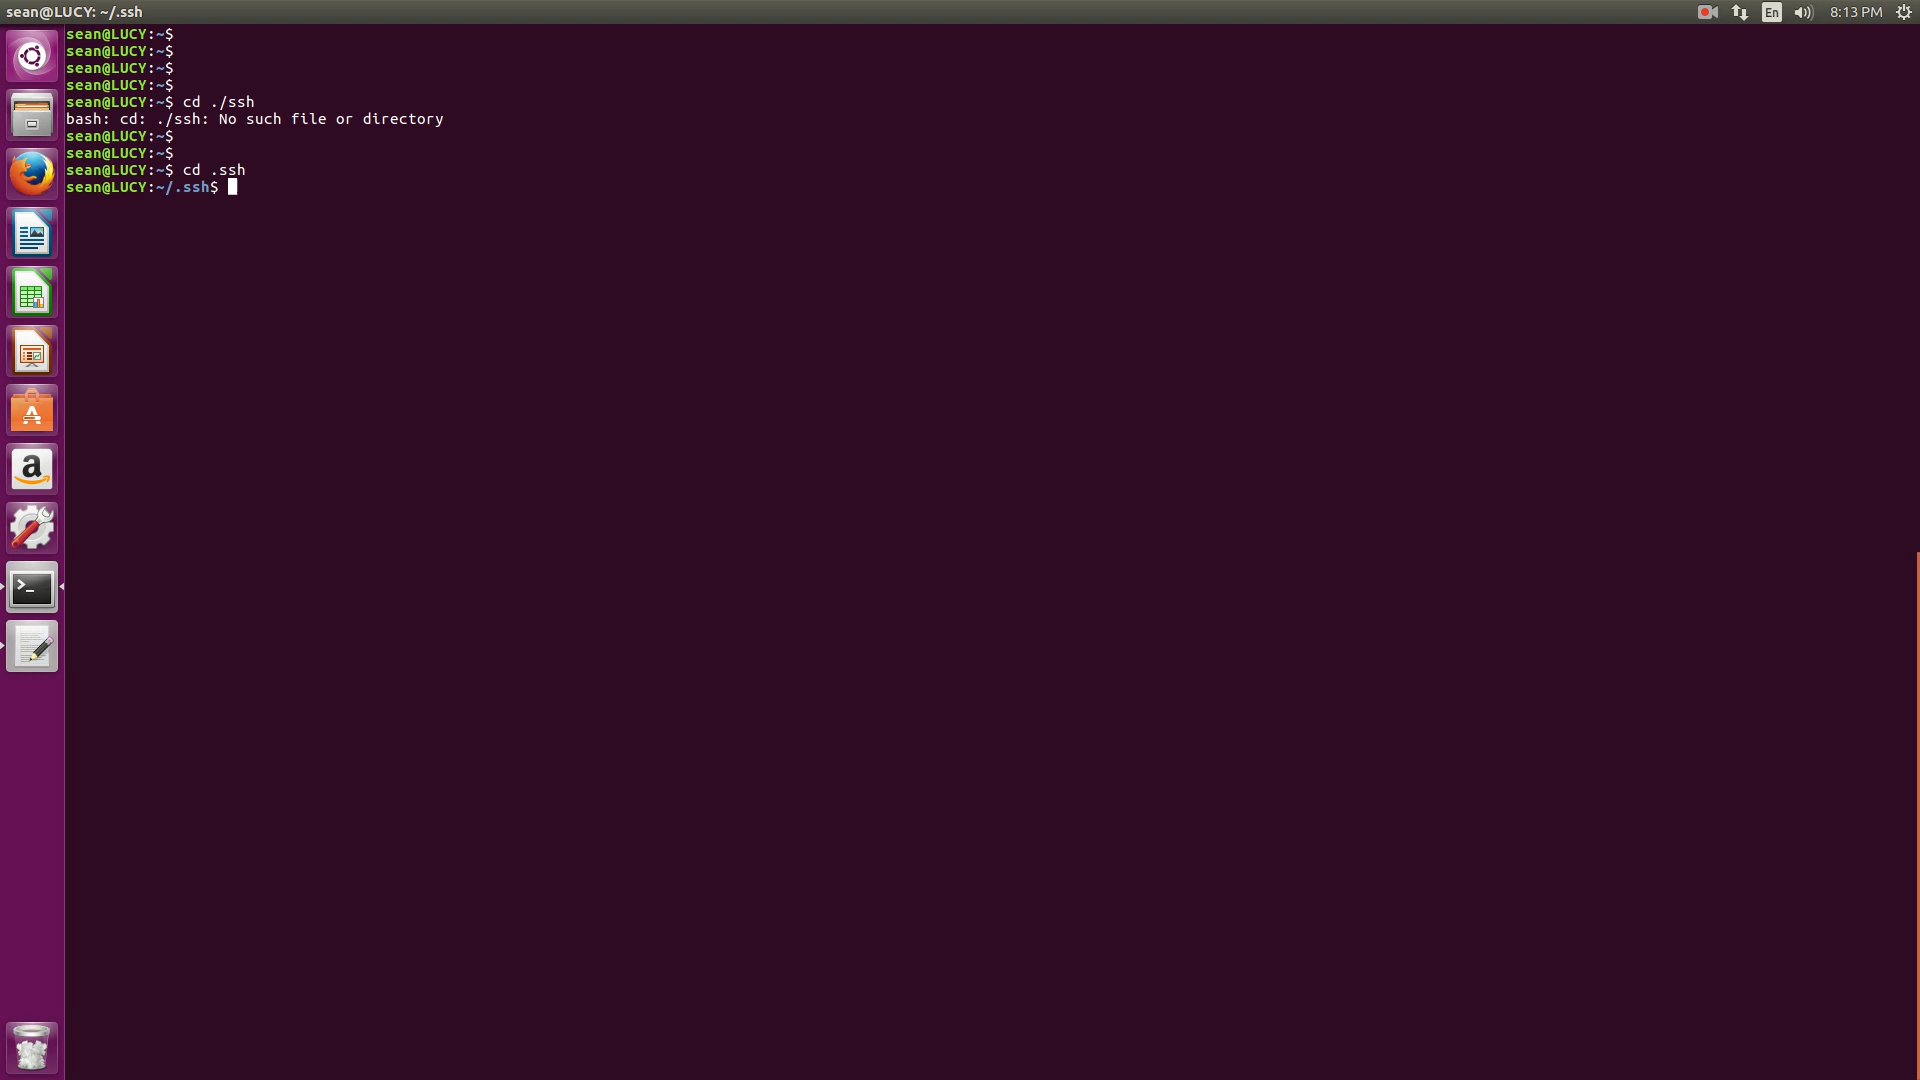 sean@LUCY: ~/.ssh
En
8:13 PM
sean@LUCY:~$
sean@LUCY:~$
sean@LUCY:~$
sean@LUCY:~$
sean@LUCY:~$ cd ./ssh
bash: cd: ./ssh: No such file or directory
sean@LUCY:~$
sean@LUCY:~$
sean@LUCY:~$ cd .ssh
sean@LUCY:~/.ssh$